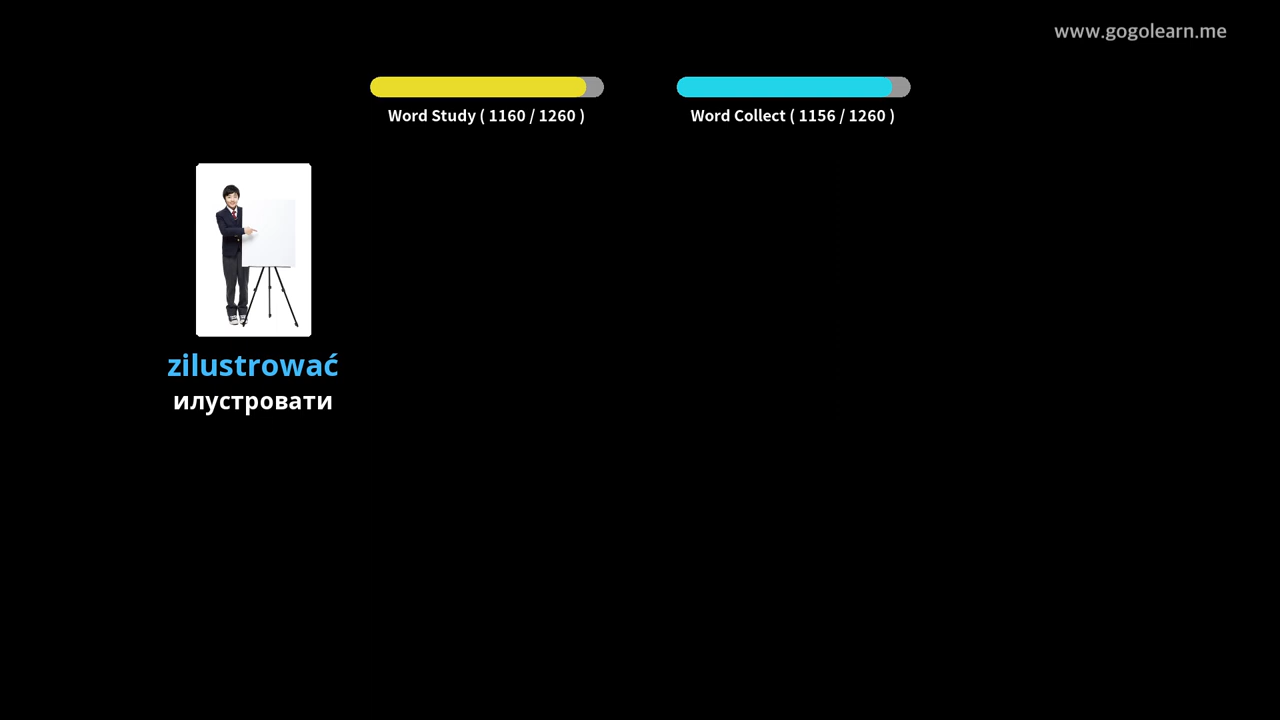 www.gogolearn.me
Word Study ( 1160 / 1260 )
Word Collect ( 1156 / 1260 )
zilustrować
илустровати